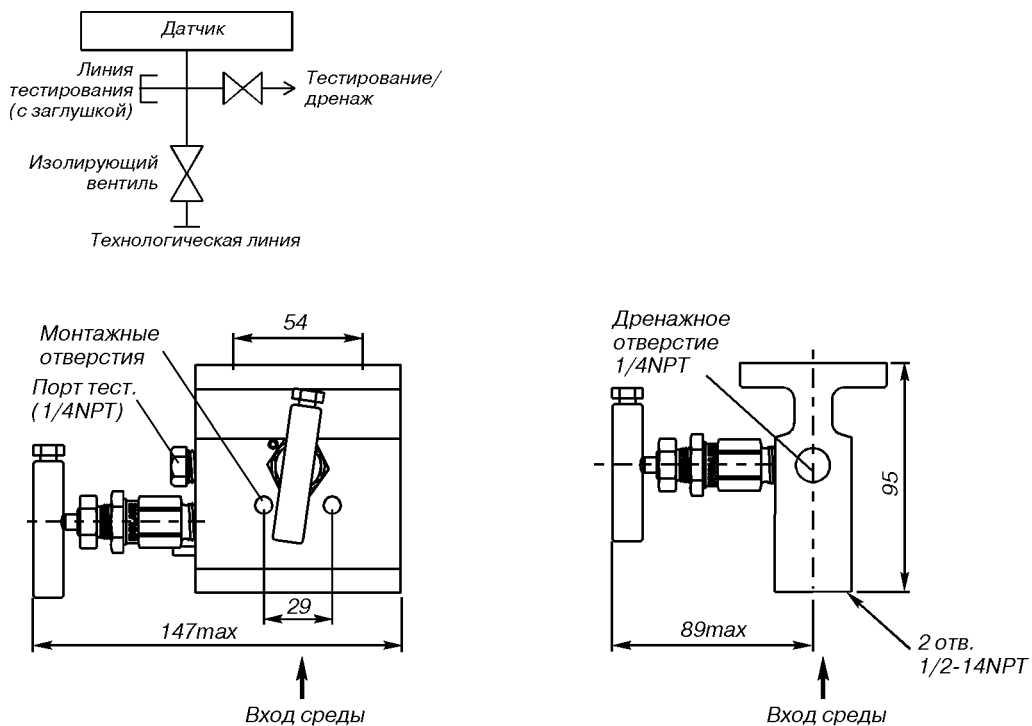 Датчик
Линия
тестирования
(с заглушкой)
Тестирование/
дренаж
Изолирующий
вентиль
Технологическая линия
Монтажные
отверстия
Порт тест.
(1/4NPT)
54
29
147max
Вход среды
Дренажное
отверстие
1/4NPT
95
89max
2 отв.
1/2-14NPT
Вход среды